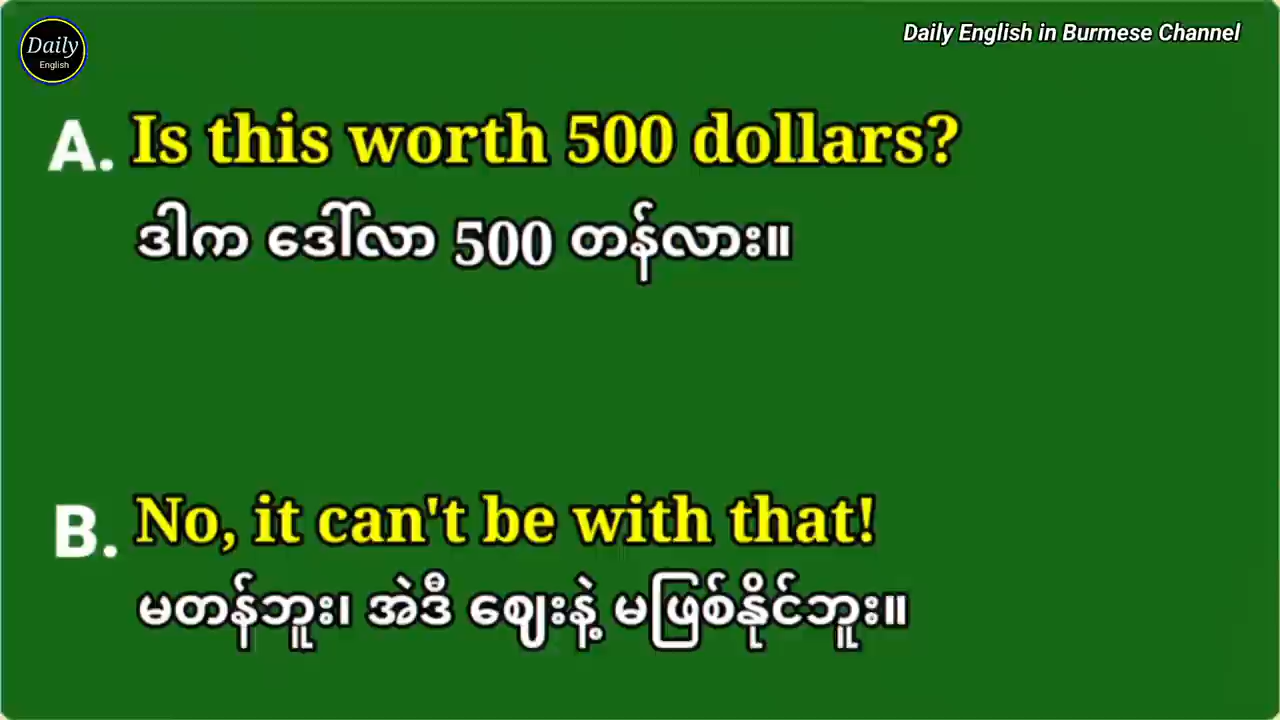 Daily
English
Daily English in Burmese Channel
A. Is this worth 500 dollars?
ဒါက ဒေါ်လာ 500 တန်လား။
B. No, it can't be with that!
မတန်ဘူး၊ အဲဒီ ဈေးနဲ့ မဖြစ်နိုင်ဘူး။